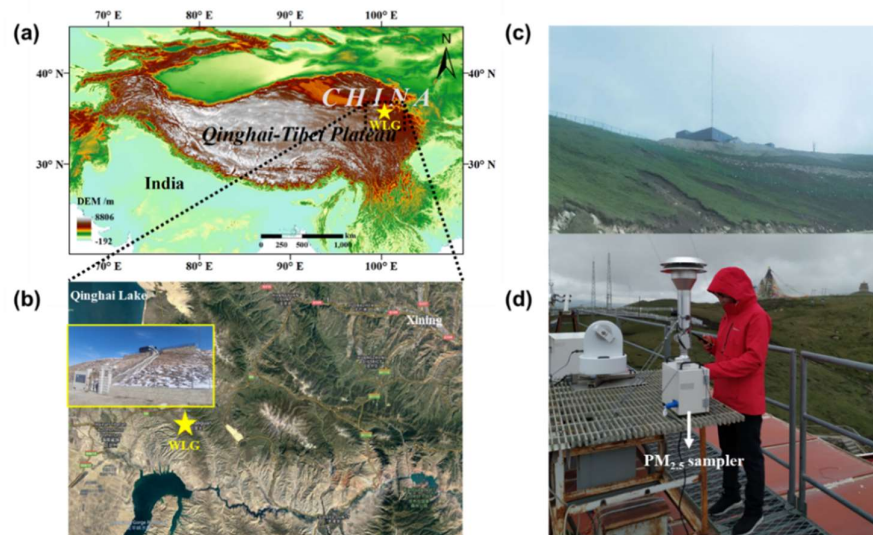 (a)
70° E
80° E
90° E
100° E
N
40° N
40° N
CHINA
WLG
Qinghai-Tibet Plateau
30° N
30° N
India
DEM /m
8806
-192
0 250 500 1,000
km
70° E
80° E
90° E
100° E
(b)
Qinghai Lake
Xining
WLG
(c)
(d)
PM2.5 sampler